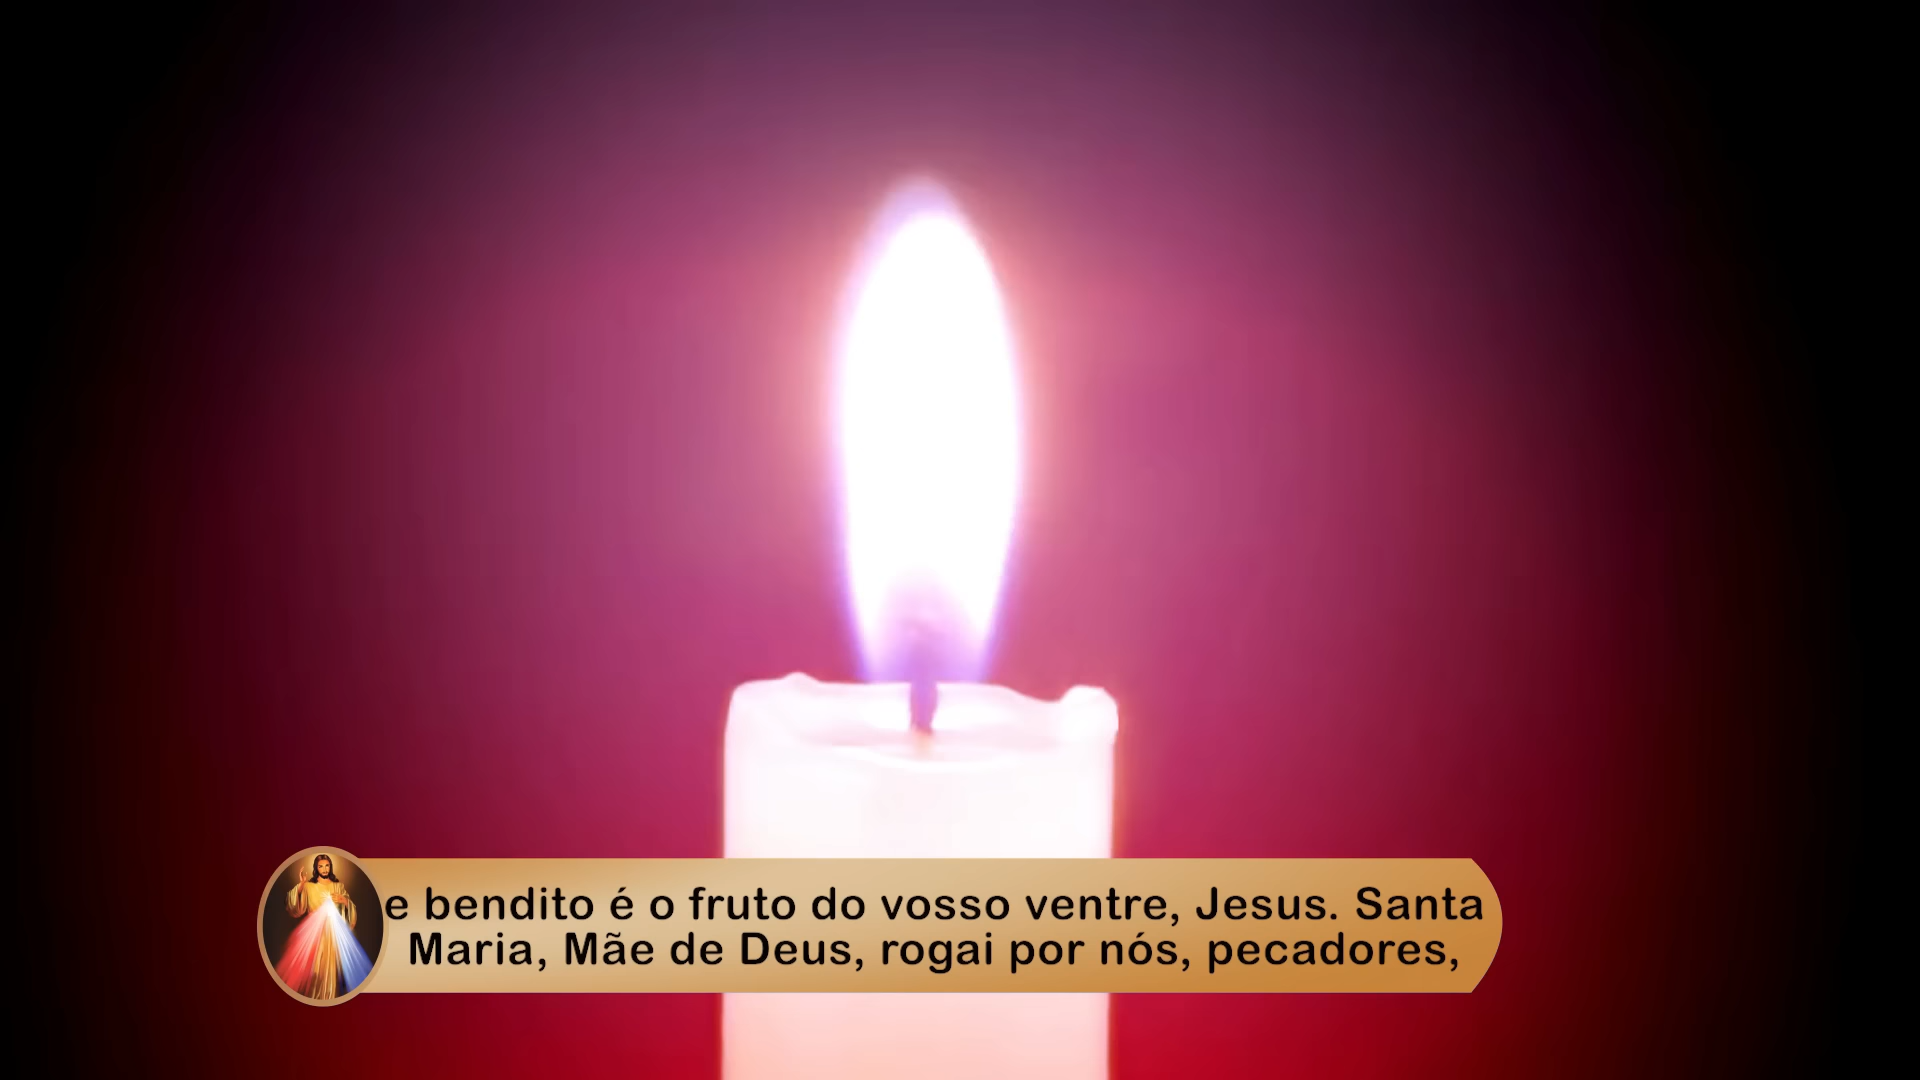 e bendito é o fruto do vosso ventre, Jesus. Santa
Maria, Mãe de Deus, rogai por nós, pecadores,